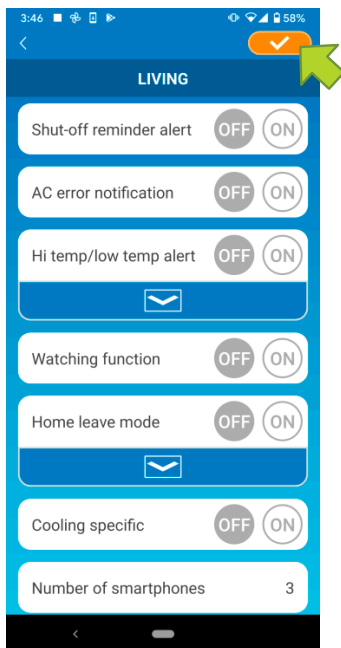 3:46 58%
LIVING
Shut-off reminder alert OFF ON
AC error notification OFF ON
Hi temp/low temp alert OFF ON
Watching function OFF ON
Home leave mode OFF ON
Cooling specific OFF ON
Number of smartphones 3